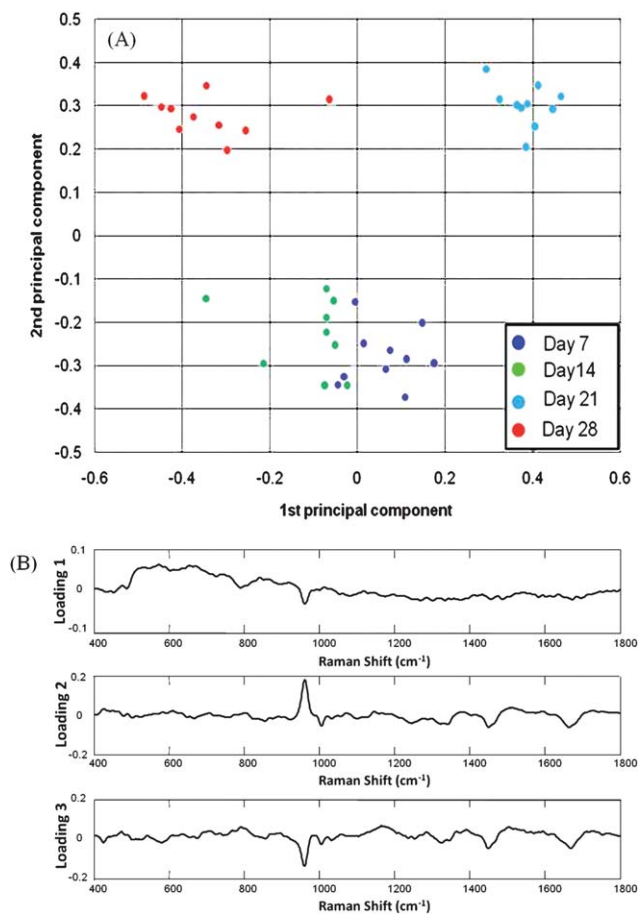 (A)
0.5
0.4
0.3
0.2
0.1
0
-0.1
-0.2
-0.3
-0.4
-0.5
2nd principal component
-0.6 -0.4 -0.2 0 0.2 0.4 0.6
1st principal component
Day 7
Day14
Day 21
Day 28
(B)
Loading 1
0.1
0
-0.1
400 600 800 1000 1200 1400 1600 1800
Raman Shift (cm⁻¹)
Loading 2
0.2
0
-0.2
400 600 800 1000 1200 1400 1600 1800
Raman Shift (cm⁻¹)
Loading 3
0.2
0
-0.2
400 600 800 1000 1200 1400 1600 1800
Raman Shift (cm⁻¹)